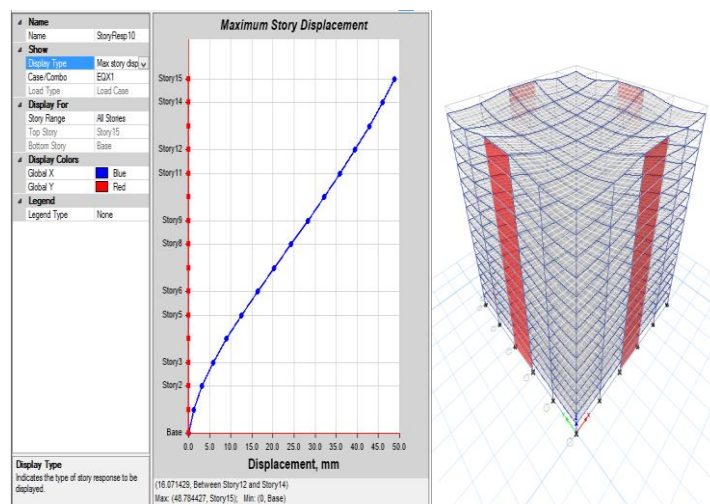 Name
Name StoryResp10
Show
Display Type Max story disp
Case/Combo EQX1
Load Type Load Case
Display For
Story Range All Stories
Top Story Story15
Bottom Story Base
Display Colors
Global X Blue
Global Y Red
Legend
Legend Type None
Display Type
Indicates the type of story response to be
displayed.
Maximum Story Displacement
Story15
Story14
Story12
Story11
Story9
Story8
Story6
Story5
Story3
Story2
Base
0.0 5.0 10.0 15.0 20.0 25.0 30.0 35.0 40.0 45.0 50.0
Displacement, mm
(16.071429, Between Story12 and Story14)
Max: (48.784427, Story15); Min: (0, Base)